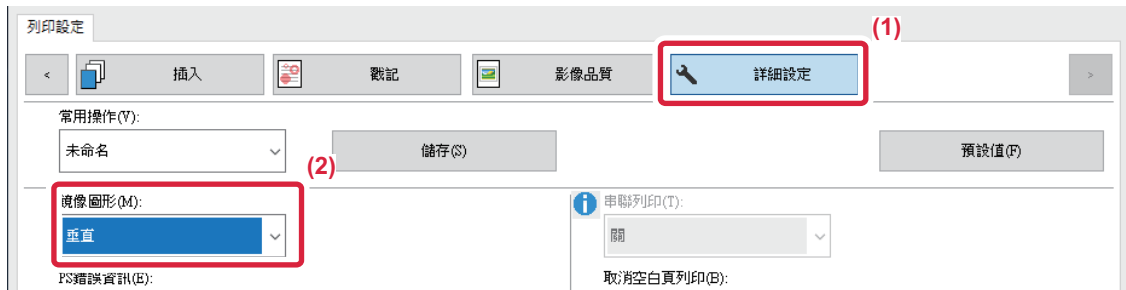 列印設定
(1)
< 插入 戳記 影像品質 詳細設定 >
常用操作(V):
未命名 儲存(S) 預設值(F)
(2)
鏡像圖形(M): 串聯列印(T):
垂直 關
PS錯誤資訊(E): 取消空白頁列印(B):